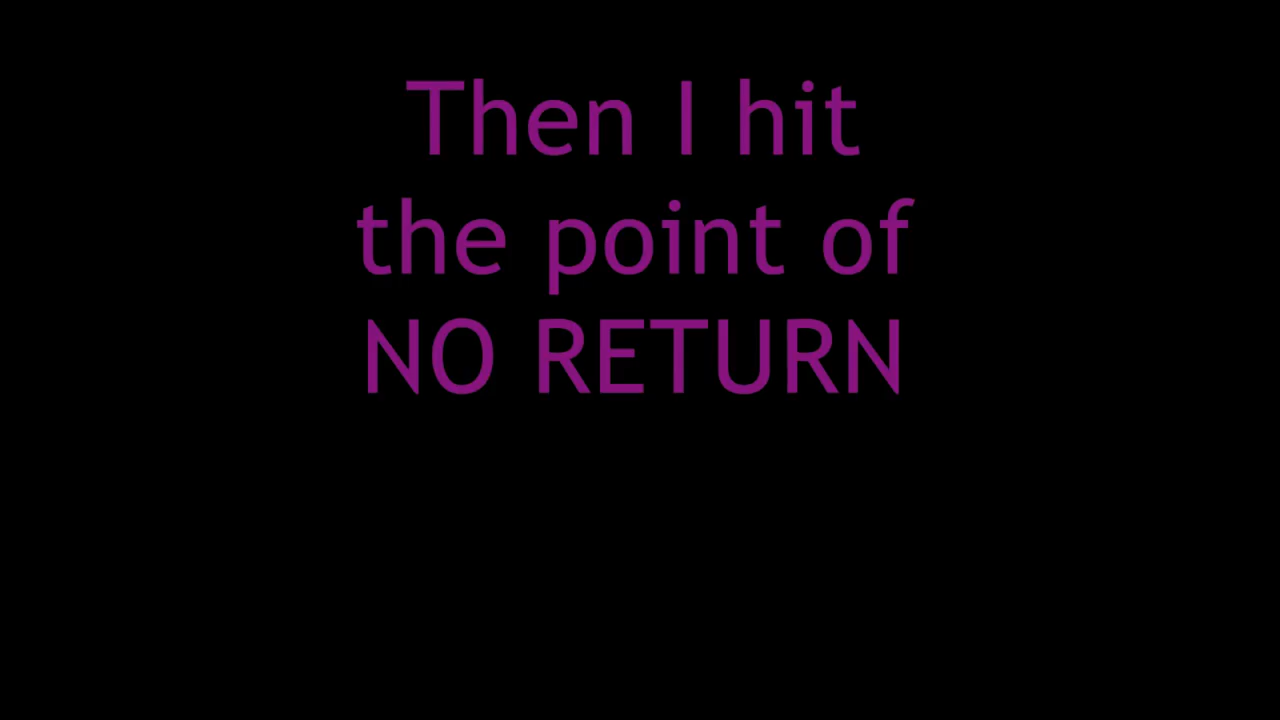 Then I hit
the point of
NO RETURN